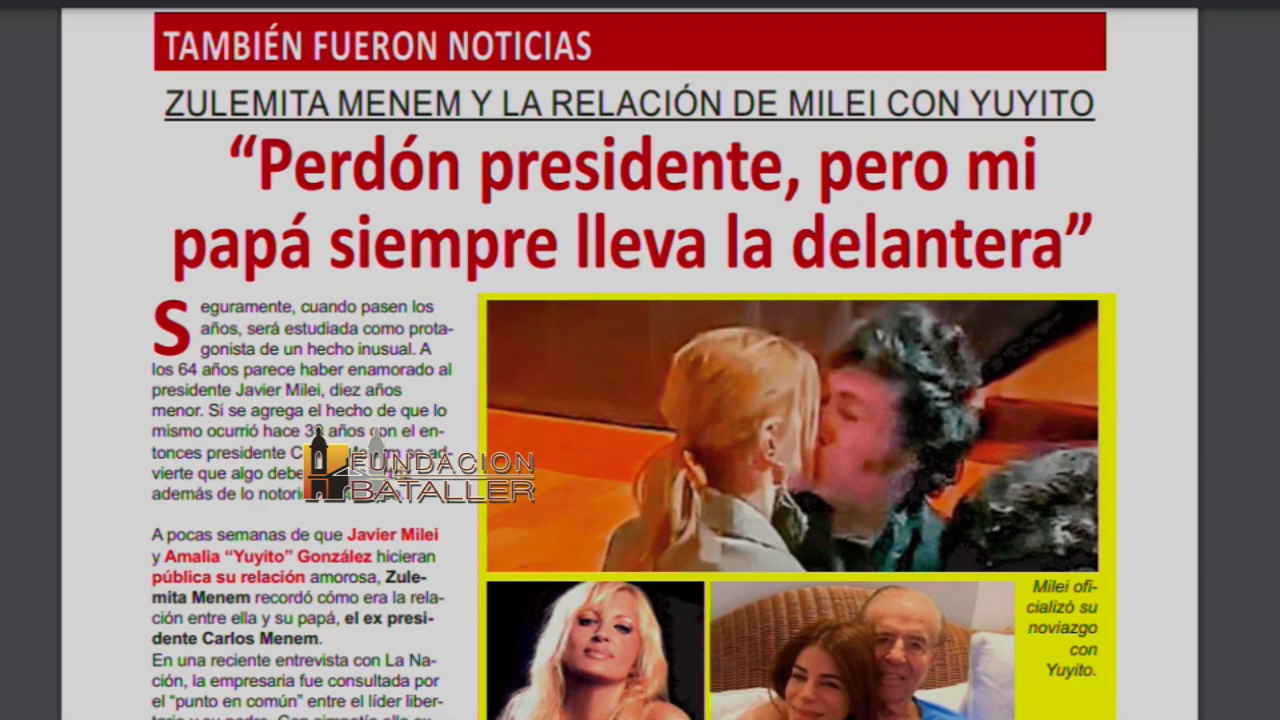 TAMBIÉN FUERON NOTICIAS
ZULEMITA MENEM Y LA RELACIÓN DE MILEI CON YUYITO
“Perdón presidente, pero mi
papá siempre lleva la delantera”
Seguramente, cuando pasen los
años, será estudiada como prota-
gonista de un hecho inusual. A
los 64 años parece haber enamorado al
presidente Javier Milei, diez años
menor. Si se agrega el hecho de que lo
mismo ocurrió hace años con el en-
tonces presidente
vierte que algo debe
además de lo
FUNDACION
BATALLER
A pocas semanas de que Javier Milei
y Amalia “Yuyito” González hicieran
pública su relación amorosa, Zule-
mita Menem recordó cómo era la rela-
ción entre ella y su papá, el ex presi-
dente Carlos Menem.
En una reciente entrevista con La Na-
ción, la empresaria fue consultada por
el “punto en común” entre el líder liber-
Milei ofi-
cializó su
noviazgo
con
Yuyito.